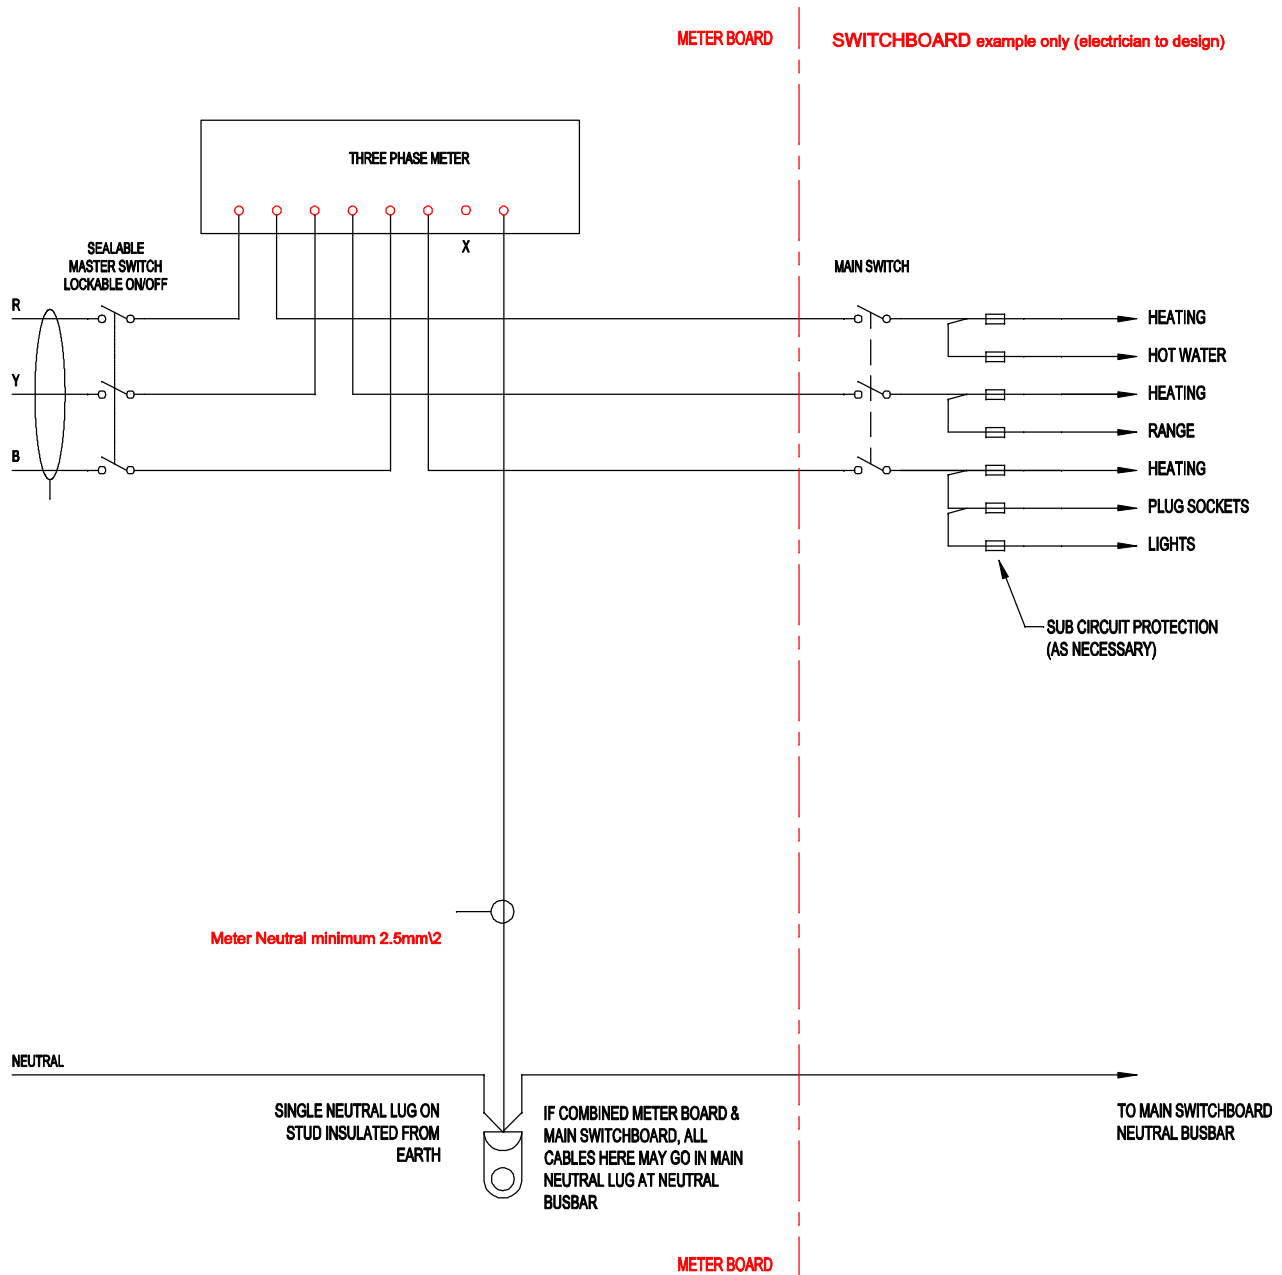 METER BOARD
SWITCHBOARD example only (electrician to design)
THREE PHASE METER
X
SEALABLE
MASTER SWITCH
LOCKABLE ON/OFF
MAIN SWITCH
R
Y
B
HEATING
HOT WATER
HEATING
RANGE
HEATING
PLUG SOCKETS
LIGHTS
SUB CIRCUIT PROTECTION
(AS NECESSARY)
Meter Neutral minimum 2.5mm\2
NEUTRAL
SINGLE NEUTRAL LUG ON
STUD INSULATED FROM
EARTH
IF COMBINED METER BOARD &
MAIN SWITCHBOARD, ALL
CABLES HERE MAY GO IN MAIN
NEUTRAL LUG AT NEUTRAL
BUSBAR
TO MAIN SWITCHBOARD
NEUTRAL BUSBAR
METER BOARD